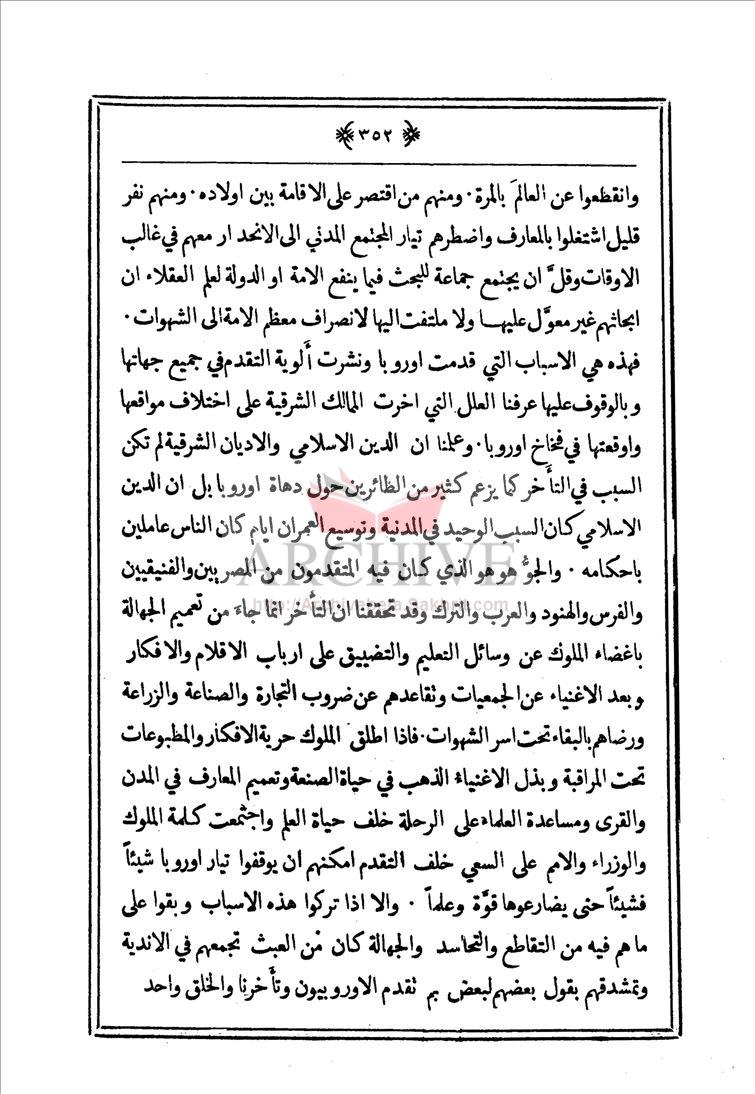 ﴿٣٥٢﴾
وانقظعوا عن العالمَ بالمرة · ومنهم من اقتصر على الاقامة بين اولاده · ومنهم نفر
قليل اشتغلوا بالمعارف واضطرهم تيار المجتمع المدني الى الانحدار معهم في غالب
الاوقات وقلَّ ان يجتمع جماعة للبحث فيما ينفع الامة او الدولة لعلم العقلاء ان
ابحاثهم غير معوَّل عليهـا ولا ملتفت اليها لانصراف معظم الامة الى الشهوات ·
فهذه هي الاسباب التي قدمت اوروبا ونشرت ألوية التقدم في جميع جهاتها
وبالوقوف عليها عرفنا العلل التي اخرت الممالك الشرقية على اختلاف مواقعها
واوقعتها في فخاخ اوروبا · وعلمنا ان الدين الاسلامي والاديان الشرقية لم تكن
السبب في التأخر كما يزعم كثير من الطائرين حول دهاة اوروبا بل ان الدين
الاسلامي كان السبب الوحيد في المدنية وتوسيع العمران ايام كان الناس عاملين
باحكامه · والجوُّ هو هو الذي كان فيه المتقدمون من المصريين والفنيقيين
والفرس والهنود والعرب والترك وقد تحققنا ان التأخر انما جاءَ من تعميم الجهالة
باغضاء الملوك عن وسائل التعليم والتضييق على ارباب الاقلام والافكار
وبعد الاغنياء عن الجمعيات وتقاعدهم عن ضروب التجارة والصناعة والزراعة
ورضاهم بالبقاء تحت اسر الشهوات · فاذا اطلق الملوك حرية الافكار والمطبوعات
تحت المراقبة وبذل الاغنياء الذهب في حياة الصنعة وتعميم المعارف في المدن
والقرى ومساعدة العلماء على الرحلة خلف حياة العلم واجتمعت كلمة الملوك
والوزراء والامم على السعي خلف التقدم امكنهم ان يوقفوا تيار اوروبا شيئاً
فشيئاً حتى يضارعوها قوَّة وعلماً · والا اذا تركوا هذه الاسباب وبقوا على
ما هم فيه من التقاطع والتحاسد والجهالة كان من العبث تجمعهم في الاندية
وتمشدقهم بقول بعضهم لبعض بم تقدم الاوروبيون وتأخرنا والخلق واحد
ARCHIVE
http://Archivebeta.Sakhrit.com